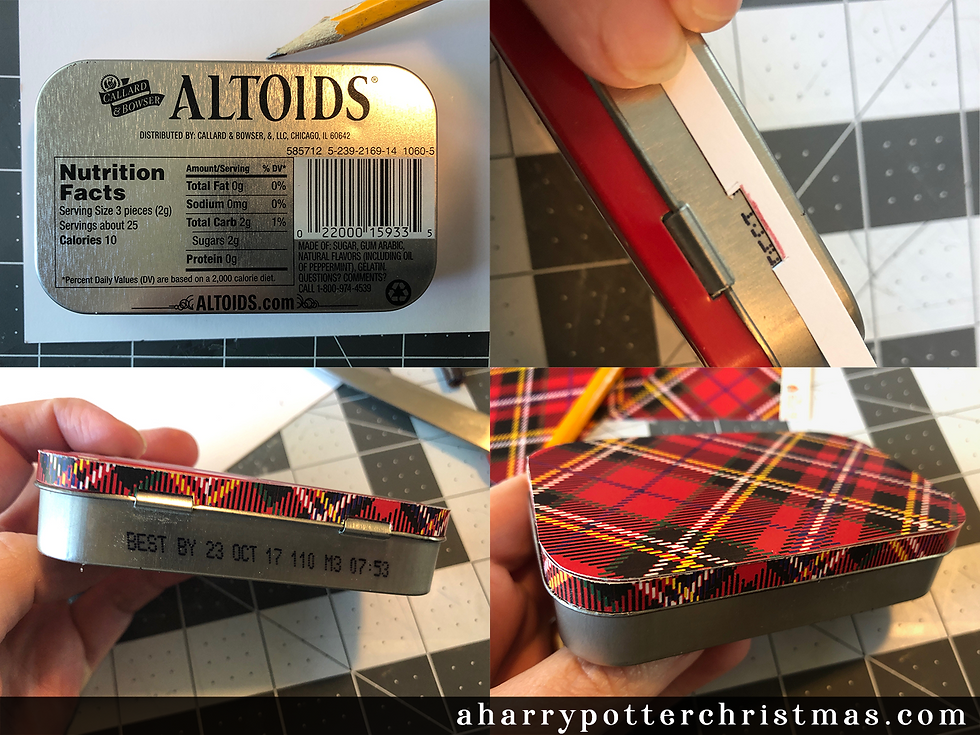 CALLARD
& BOWSER
ALTOIDS®
DISTRIBUTED BY: CALLARD & BOWSER, &, LLC, CHICAGO, IL 60642
585712 5-239-2169-14 1060-5
Nutrition
Facts
Serving Size 3 pieces (2g)
Servings about 25
Calories 10
Amount/Serving % DV*
Total Fat 0g 0%
Sodium 0mg 0%
Total Carb 2g 1%
Sugars 2g
Protein 0g
*Percent Daily Values (DV) are based on a 2,000 calorie diet.
0 22000 15933 5
MADE OF: SUGAR, GUM ARABIC,
NATURAL FLAVORS (INCLUDING OIL
OF PEPPERMINT), GELATIN.
QUESTIONS? COMMENTS?
CALL 1-800-974-4539
ALTOIDS.com
BEST BY 23 OCT 17 110 M3 07:53
aharrypotterchristmas.com